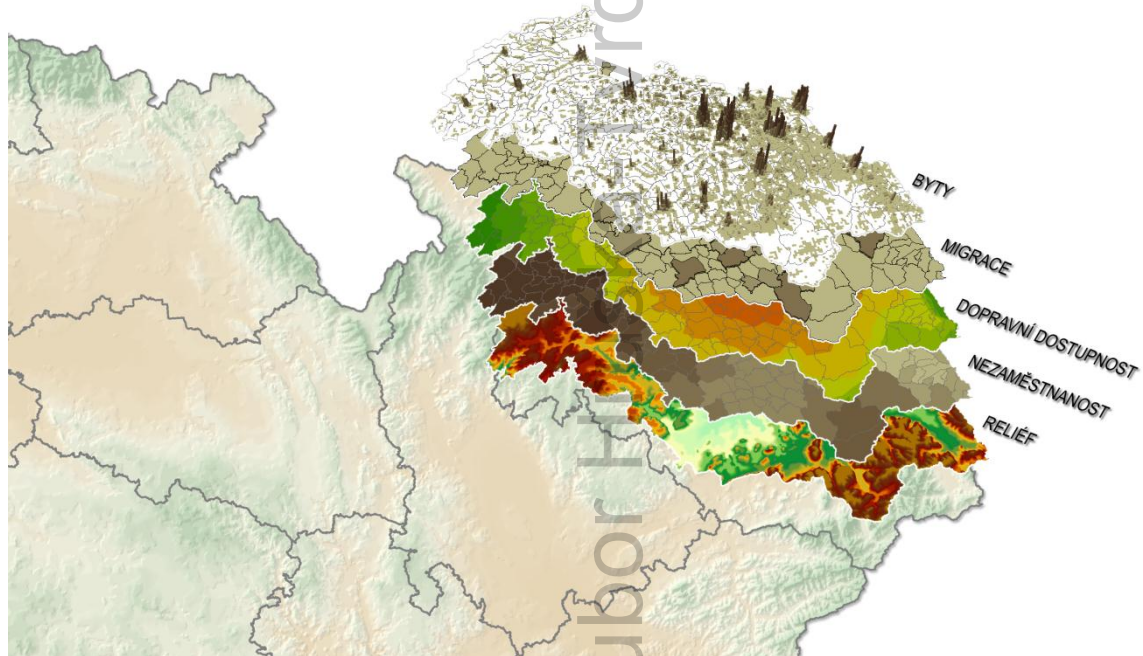 BYTY
MIGRACE
DOPRAVNÍ DOSTUPNOST
NEZAMĚSTNANOST
RELIÉF